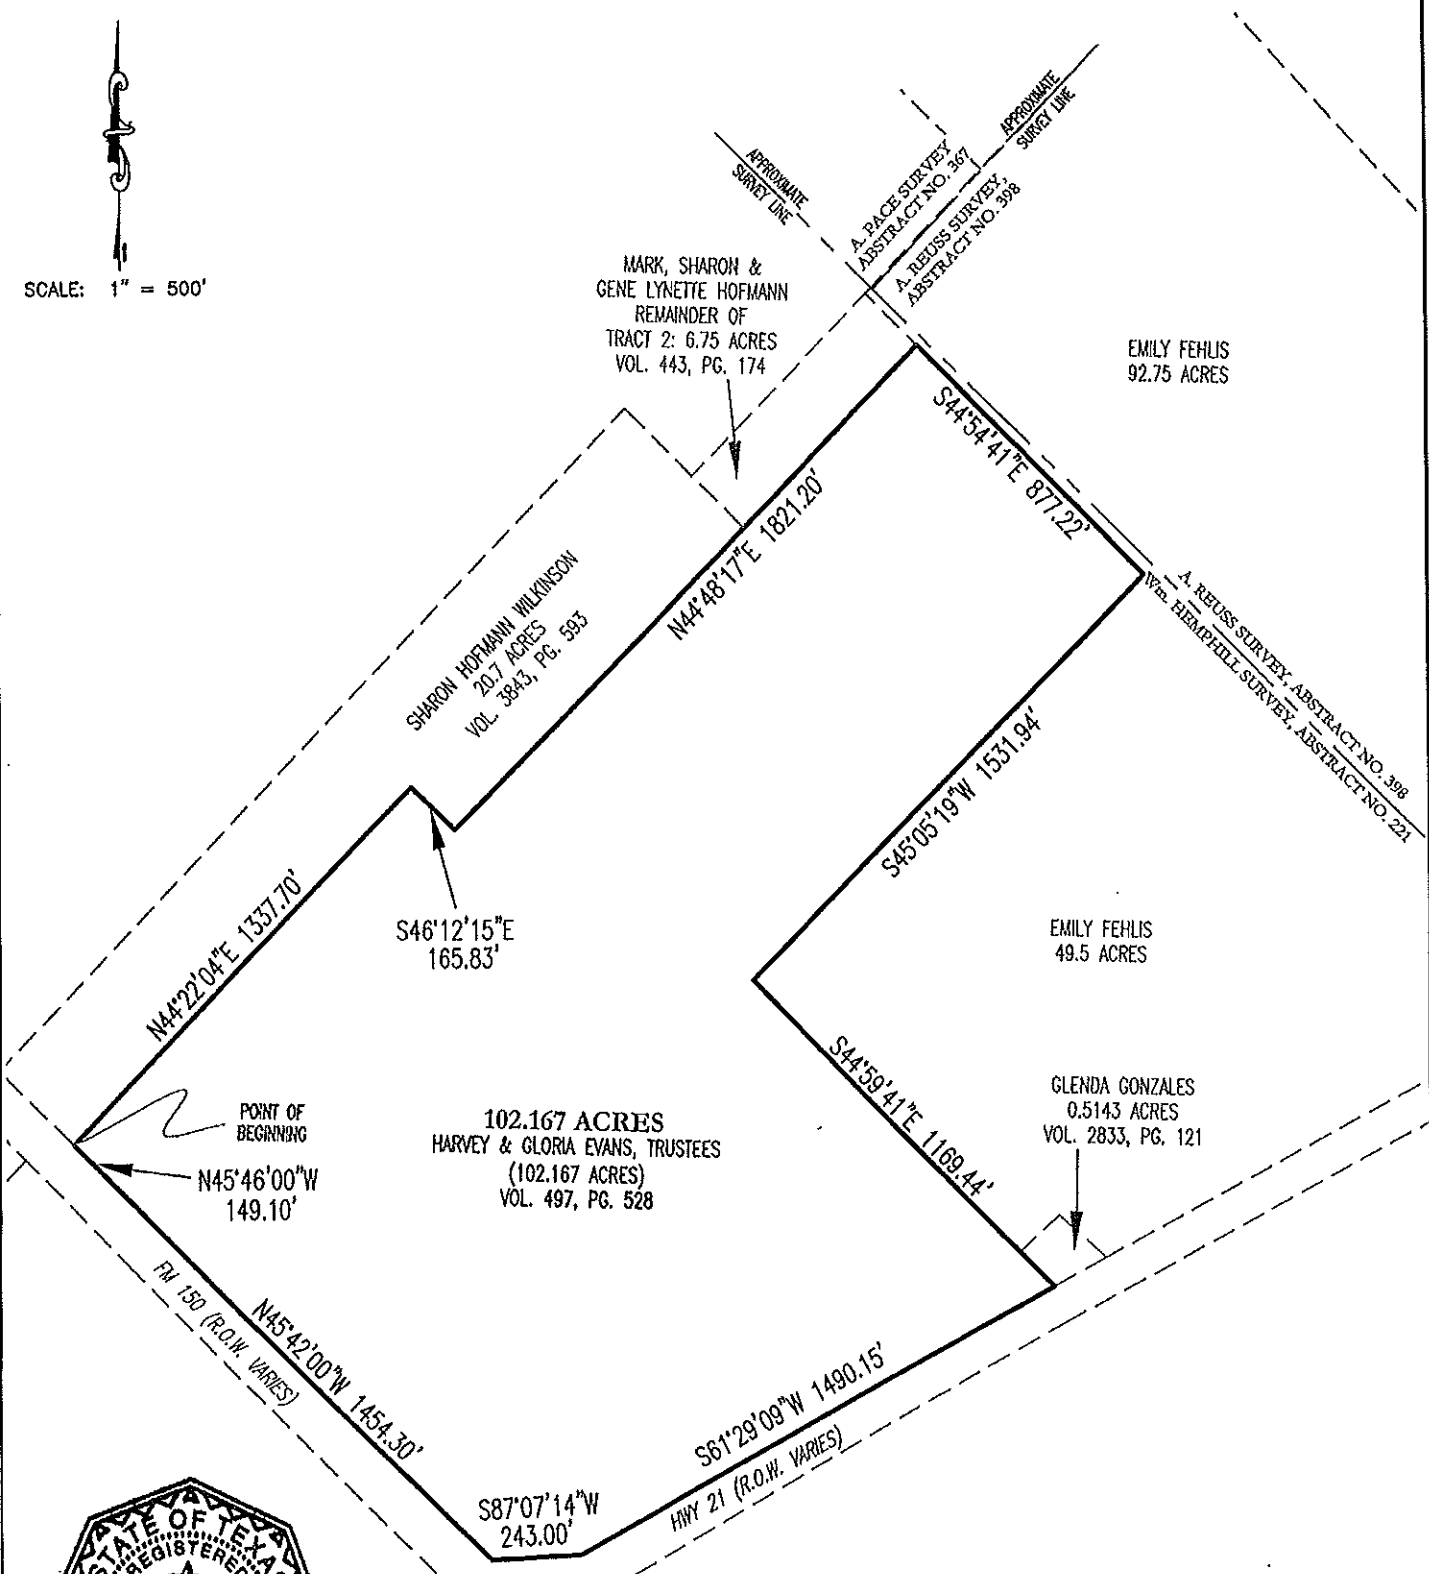 SCALE: 1" = 500'
APPROXIMATE
SURVEY LINE
A. PACE SURVEY
ABSTRACT NO. 367
APPROXIMATE
SURVEY LINE
A. REUSS SURVEY,
ABSTRACT NO. 398
MARK, SHARON &
GENE LYNETTE HOFMANN
REMAINDER OF
TRACT 2: 6.75 ACRES
VOL. 443, PG. 174
EMILY FEHLIS
92.75 ACRES
S44°54'41"E 877.22'
N44°48'17"E 1821.20'
SHARON HOFMANN WILKINSON
20.7 ACRES
VOL. 3843, PG. 593
A. REUSS SURVEY, ABSTRACT NO. 398
Wm. HEMPHILL SURVEY, ABSTRACT NO. 221
S45°05'19"W 1531.94'
S46°12'15"E
165.83'
N44°22'04"E 1337.70'
EMILY FEHLIS
49.5 ACRES
S44°59'41"E 1169.44'
GLENDA GONZALES
0.5143 ACRES
VOL. 2833, PG. 121
POINT OF
BEGINNING
102.167 ACRES
HARVEY & GLORIA EVANS, TRUSTEES
(102.167 ACRES)
VOL. 497, PG. 528
N45°46'00"W
149.10'
FM 150 (R.O.W. VARIES)
N45°42'00"W 1454.30'
S61°29'09"W 1490.15'
HWY 21 (R.O.W. VARIES)
S87°07'14"W
243.00'
STATE OF TEXAS
REGISTERED